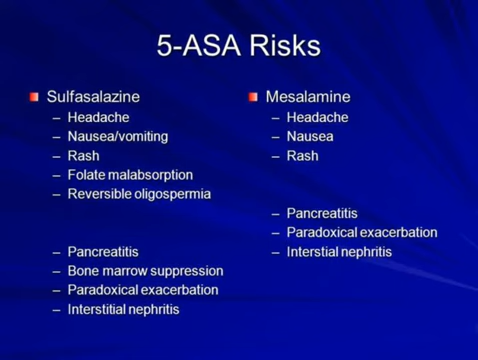 5-ASA Risks
Sulfasalazine
– Headache
– Nausea/vomiting
– Rash
– Folate malabsorption
– Reversible oligospermia
– Pancreatitis
– Bone marrow suppression
– Paradoxical exacerbation
– Interstitial nephritis
Mesalamine
– Headache
– Nausea
– Rash
– Pancreatitis
– Paradoxical exacerbation
– Interstial nephritis